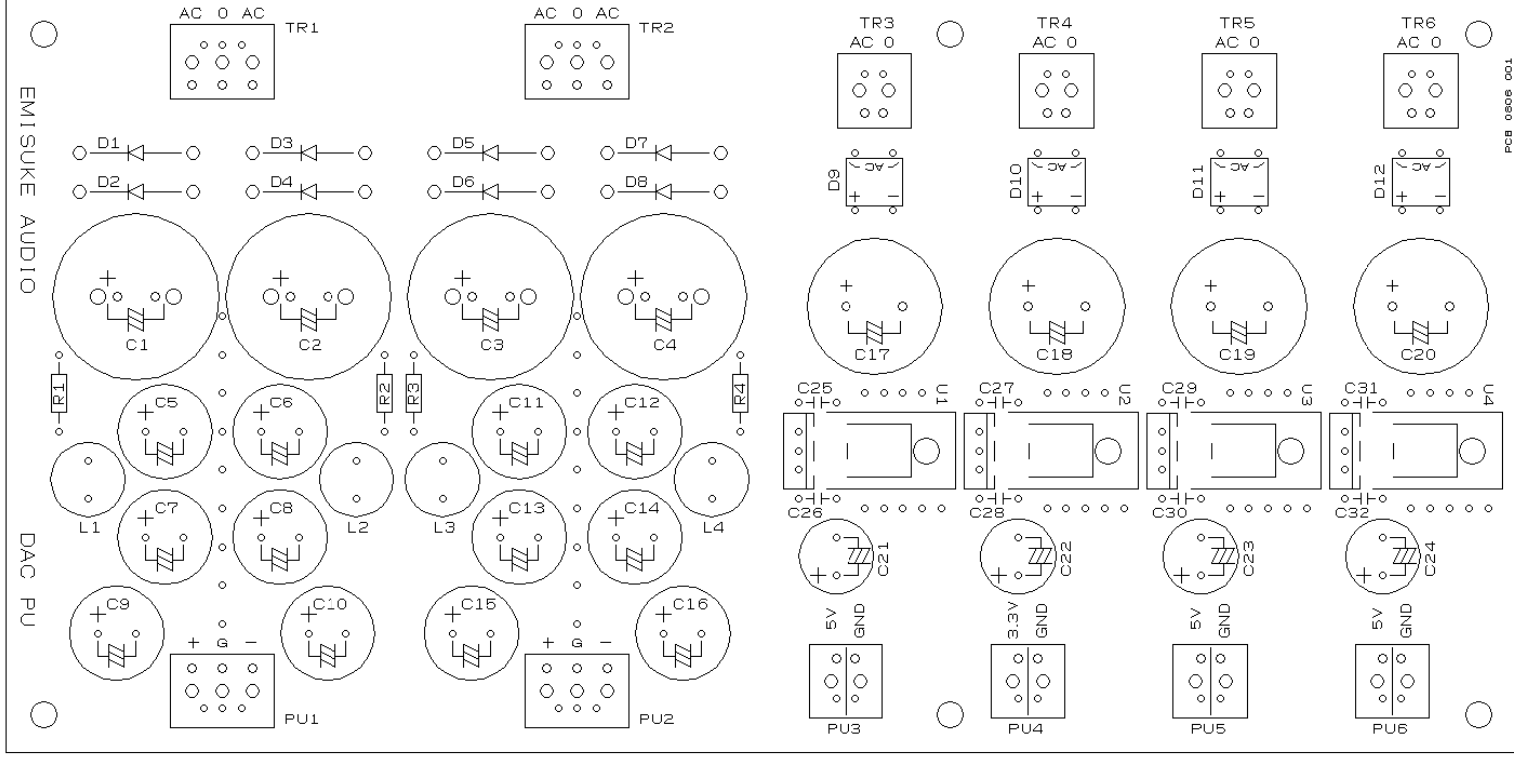 AC 0 AC
TR1
AC 0 AC
TR2
TR3
AC 0
TR4
AC 0
TR5
AC 0
TR6
AC 0
PCB 0806 001
EMISUKE AUDIO
DAC PU
D1
D3
D5
D7
D2
D4
D6
D8
D9
AC
+ -
D10
AC
+ -
D11
AC
+ -
D12
AC
+ -
+
C1
+
C2
+
C3
+
C4
+
C17
+
C18
+
C19
+
C20
R1
R2
R3
R4
+C5
+C6
+C11
+C12
C25
U1
C27
U2
C29
U3
C31
U4
L1
L2
L3
L4
+C7
+C8
+C13
+C14
C26
C28
C30
C32
+
C21
+
C22
+
C23
+
C24
+C9
+C10
+C15
+C16
+ G -
PU1
+ G -
PU2
5V
GND
PU3
3.3V
GND
PU4
5V
GND
PU5
5V
GND
PU6